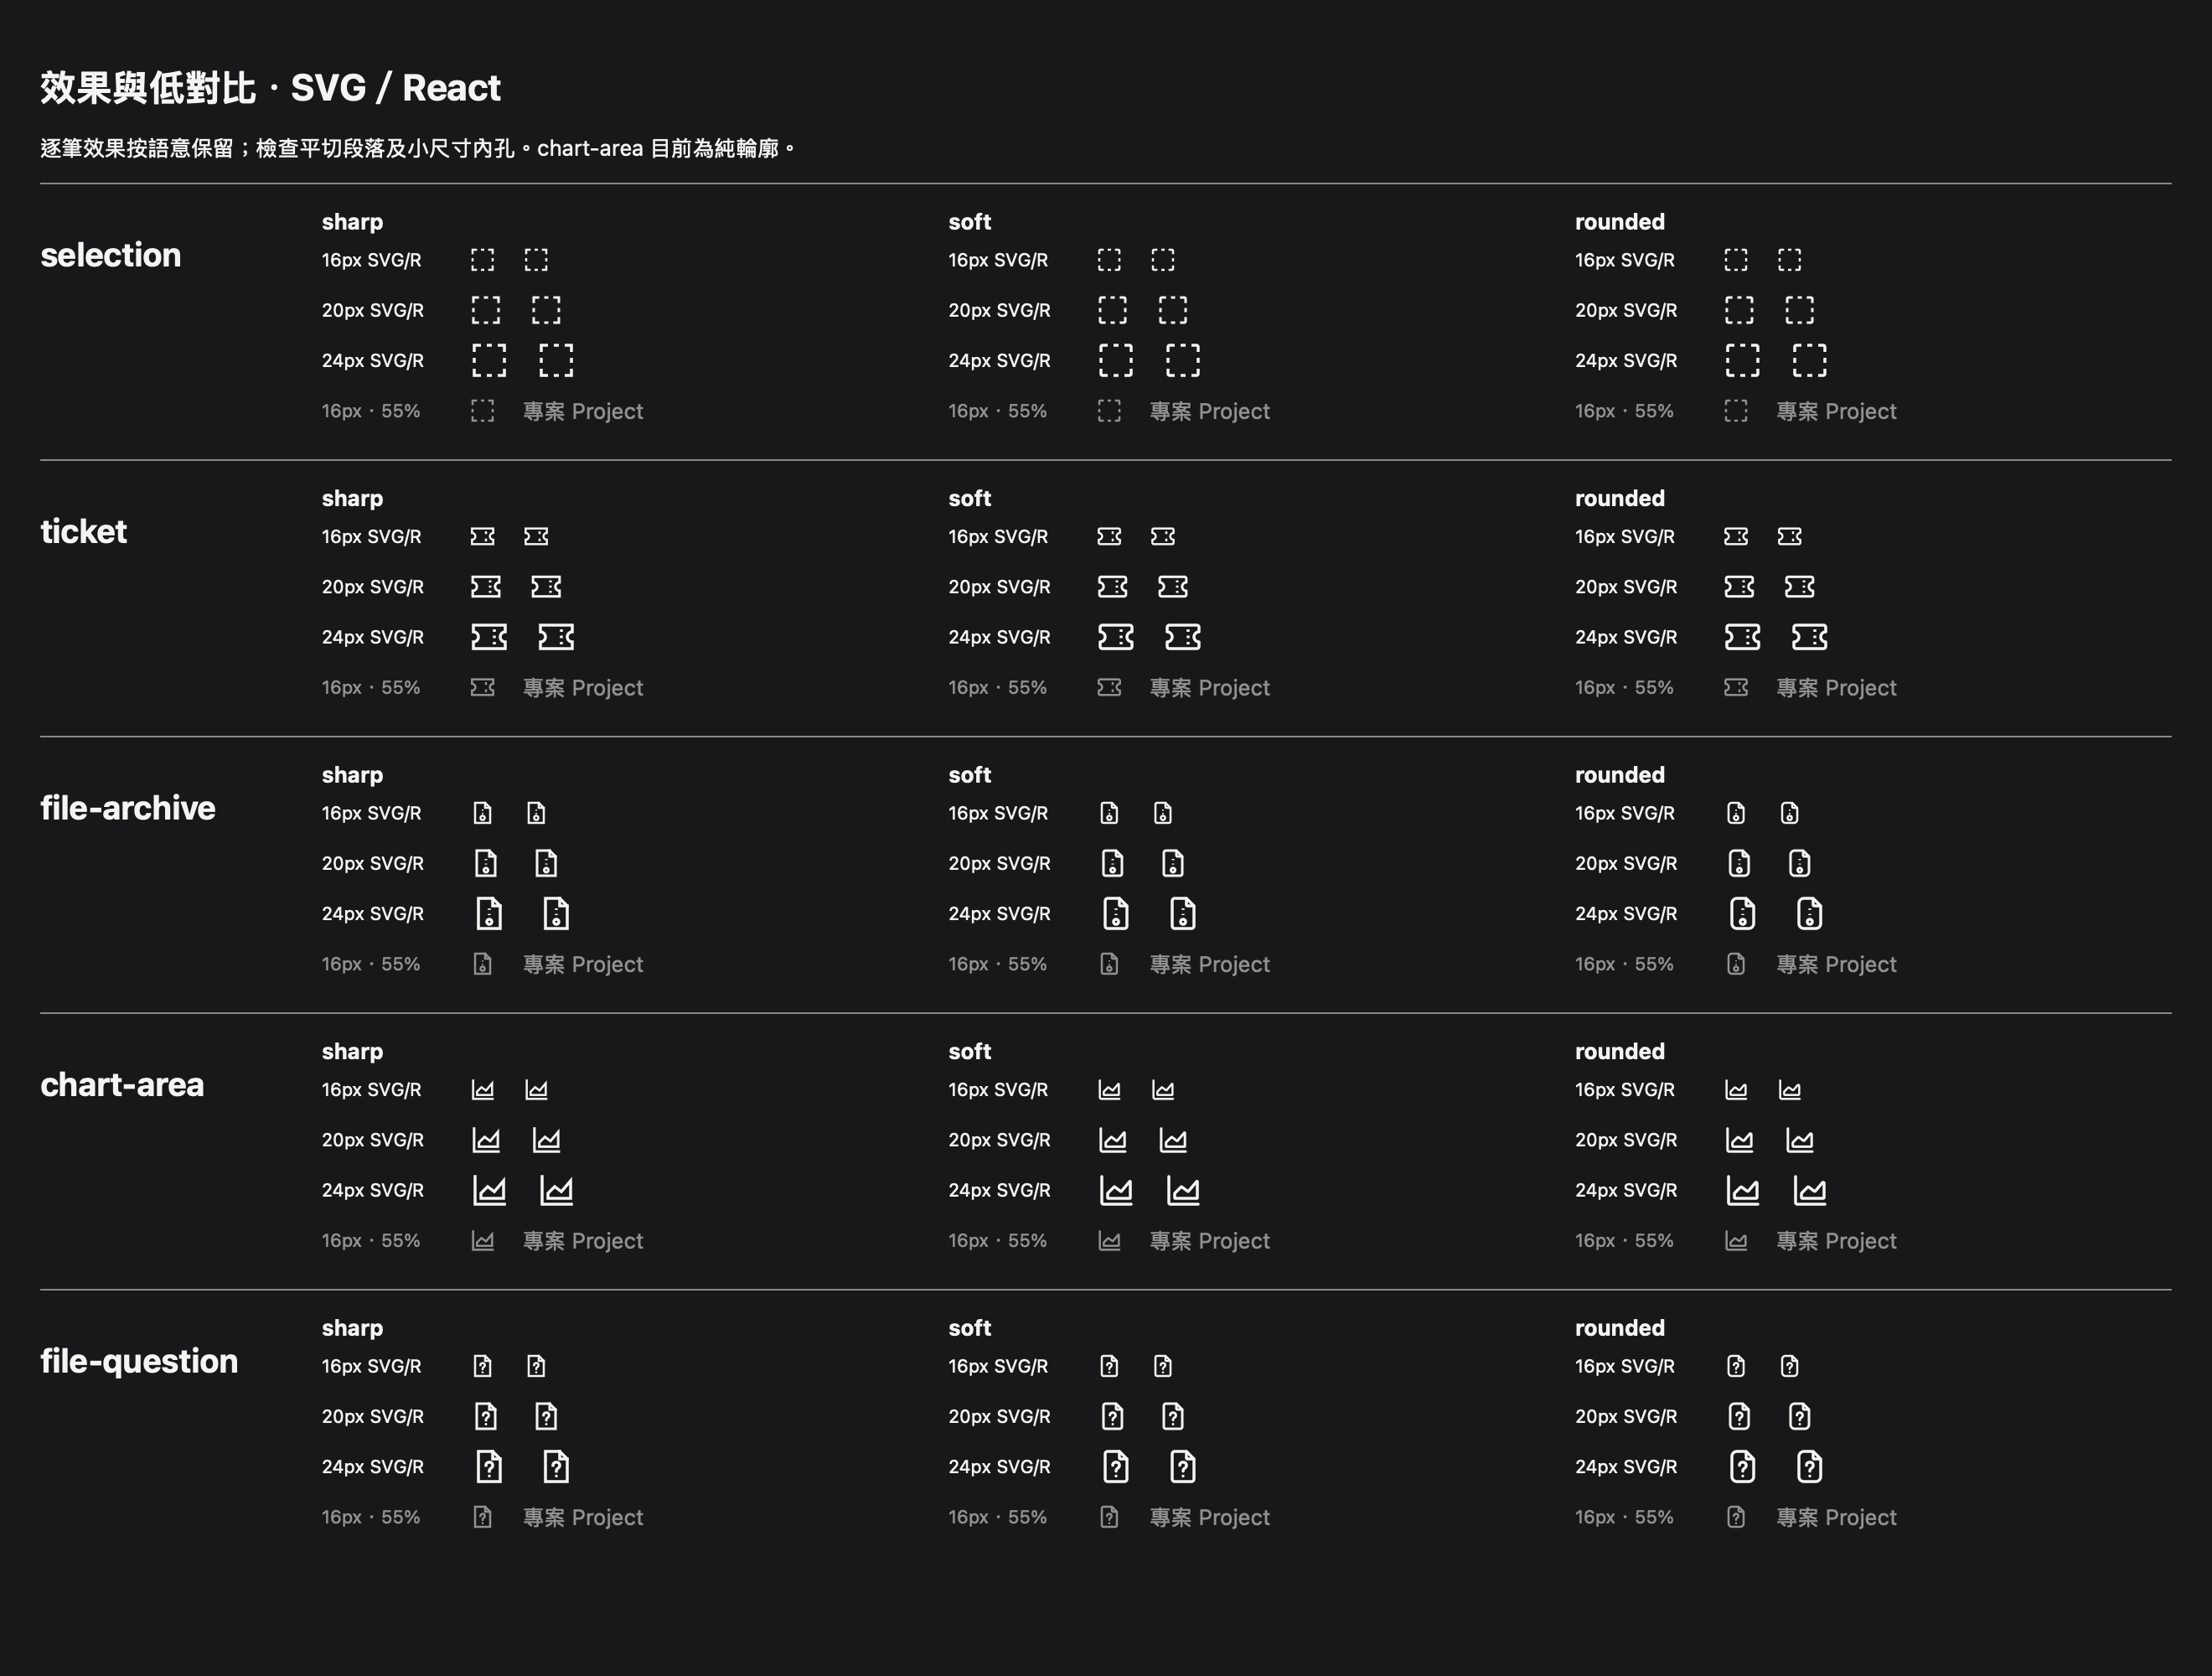 效果與低對比 · SVG / React
逐筆效果按語意保留；檢查平切段落及小尺寸內孔。chart-area 目前為純輪廓。
selection
sharp
16px SVG/R
20px SVG/R
24px SVG/R
16px · 55% 專案 Project
soft
16px SVG/R
20px SVG/R
24px SVG/R
16px · 55% 專案 Project
rounded
16px SVG/R
20px SVG/R
24px SVG/R
16px · 55% 專案 Project
ticket
sharp
16px SVG/R
20px SVG/R
24px SVG/R
16px · 55% 專案 Project
soft
16px SVG/R
20px SVG/R
24px SVG/R
16px · 55% 專案 Project
rounded
16px SVG/R
20px SVG/R
24px SVG/R
16px · 55% 專案 Project
file-archive
sharp
16px SVG/R
20px SVG/R
24px SVG/R
16px · 55% 專案 Project
soft
16px SVG/R
20px SVG/R
24px SVG/R
16px · 55% 專案 Project
rounded
16px SVG/R
20px SVG/R
24px SVG/R
16px · 55% 專案 Project
chart-area
sharp
16px SVG/R
20px SVG/R
24px SVG/R
16px · 55% 專案 Project
soft
16px SVG/R
20px SVG/R
24px SVG/R
16px · 55% 專案 Project
rounded
16px SVG/R
20px SVG/R
24px SVG/R
16px · 55% 專案 Project
file-question
sharp
16px SVG/R
20px SVG/R
24px SVG/R
16px · 55% 專案 Project
soft
16px SVG/R
20px SVG/R
24px SVG/R
16px · 55% 專案 Project
rounded
16px SVG/R
20px SVG/R
24px SVG/R
16px · 55% 專案 Project